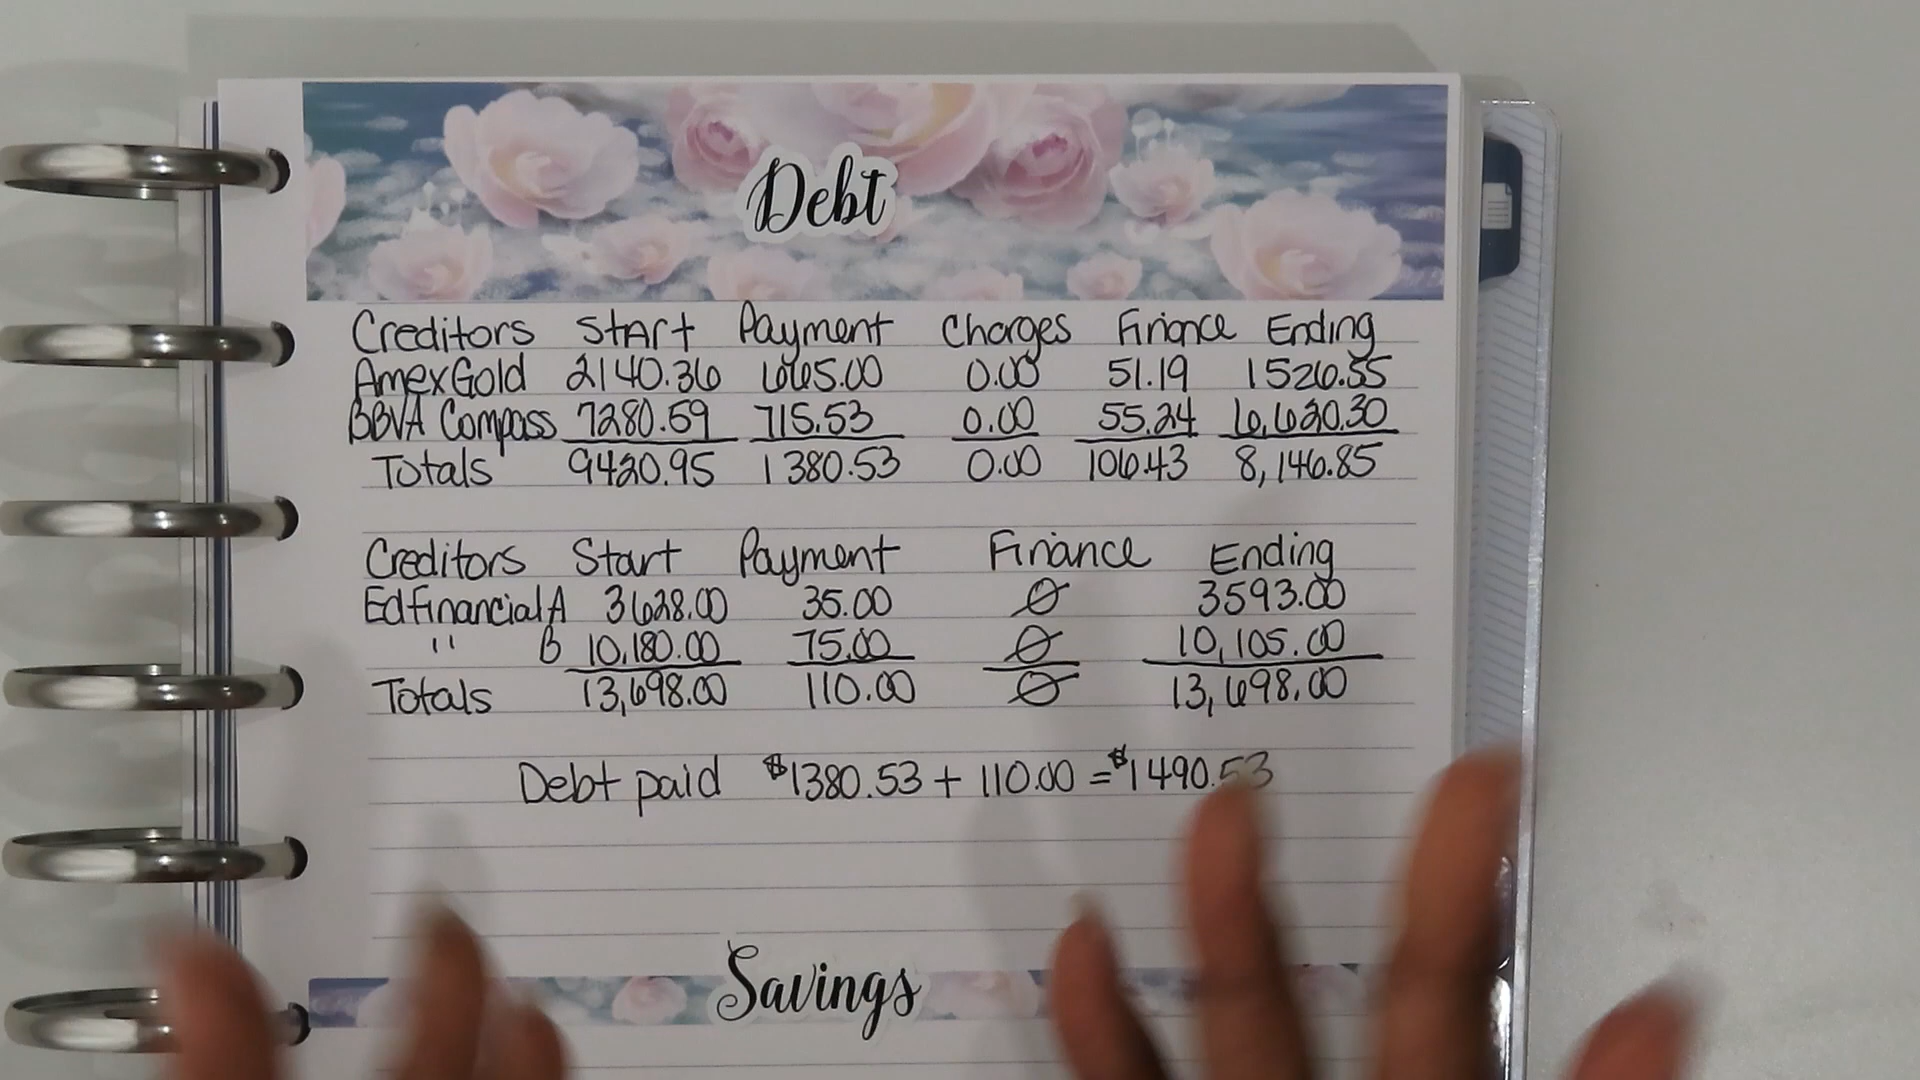 Debt
Creditors Start Payment Charges Finance Ending
Amex Gold 2140.36 665.00 0.00 51.19 1526.55
BBVA Compass 7280.59 715.53 0.00 55.24 6,620.30
Totals 9420.95 1380.53 0.00 106.43 8,146.85
Creditors Start Payment Finance Ending
Edfinancial A 3628.00 35.00 0 3593.00
" B 10,180.00 75.00 0 10,105.00
Totals 13,698.00 110.00 0 13,698.00
Debt paid $1380.53 + 110.00 = $1490.53
Savings